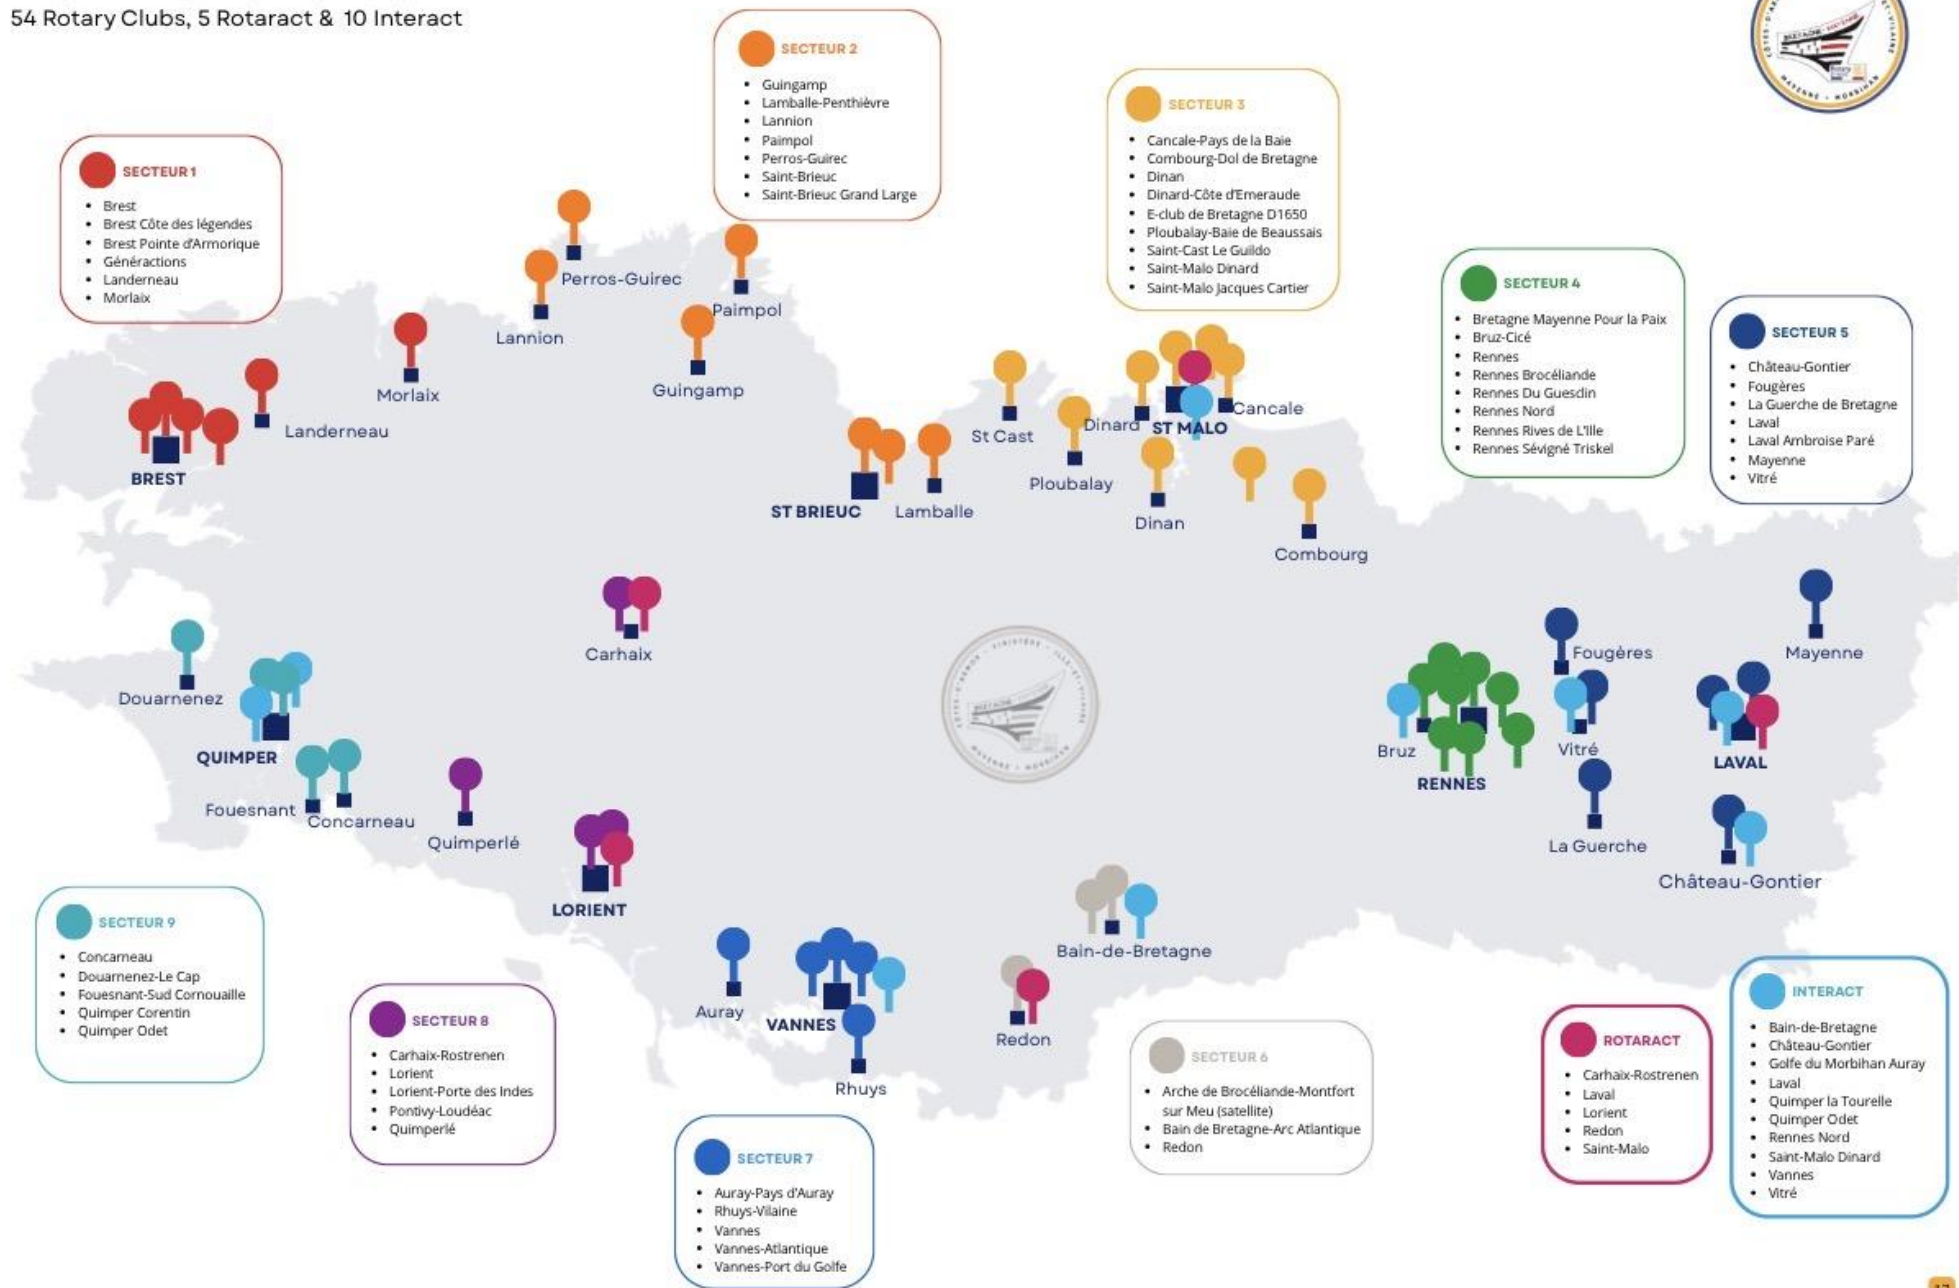 54 Rotary Clubs, 5 Rotaract & 10 Interact
SECTEUR 1
Brest
Brest Côte des légendes
Brest Pointe d'Armorique
Généractions
Landerneau
Morlaix
SECTEUR 2
Guingamp
Lamballe-Penthièvre
Lannion
Paimpol
Perros-Guirec
Saint-Brieuc
Saint-Brieuc Grand Large
SECTEUR 3
Cancale-Pays de la Baie
Combourg-Dol de Bretagne
Dinan
Dinard-Côte d'Emeraude
E-club de Bretagne D1650
Ploubalay-Baie de Beaussais
Saint-Cast Le Guildo
Saint-Malo Dinard
Saint-Malo Jacques Cartier
SECTEUR 4
Bretagne Mayenne Pour la Paix
Bruz-Cicé
Rennes
Rennes Brocéliande
Rennes Du Guesclin
Rennes Nord
Rennes Rives de L'Ille
Rennes Sévigné Triskel
SECTEUR 5
Château-Gontier
Fougères
La Guerche de Bretagne
Laval
Laval Ambroise Paré
Mayenne
Vitré
Perros-Guirec
Paimpol
Lannion
Guingamp
Morlaix
Landerneau
BREST
ST BRIEUC
Lamballe
St Cast
Ploubalay
Dinard
ST MALO
Cancale
Dinan
Combourg
Carhaix
Douarnenez
QUIMPER
Fouesnant
Concarneau
Quimperlé
LORIENT
Auray
VANNES
Rhuys
Redon
Bain-de-Bretagne
Bruz
RENNES
Fougères
Vitré
La Guerche
Mayenne
LAVAL
Château-Gontier
SECTEUR 9
Concarneau
Douarnenez-Le Cap
Fouesnant-Sud Cornouaille
Quimper Corentin
Quimper Odet
SECTEUR 8
Carhaix-Rostrenen
Lorient
Lorient-Porte des Indes
Pontivy-Loudéac
Quimperlé
SECTEUR 7
Auray-Pays d'Auray
Rhuys-Vilaine
Vannes
Vannes-Atlantique
Vannes-Port du Golfe
SECTEUR 6
Arche de Brocéliande-Montfort
sur Meu (satellite)
Bain de Bretagne-Arc Atlantique
Redon
ROTARACT
Carhaix-Rostrenen
Laval
Lorient
Redon
Saint-Malo
INTERACT
Bain-de-Bretagne
Château-Gontier
Golfe du Morbihan Auray
Laval
Quimper la Tourelle
Quimper Odet
Rennes Nord
Saint-Malo Dinard
Vannes
Vitré